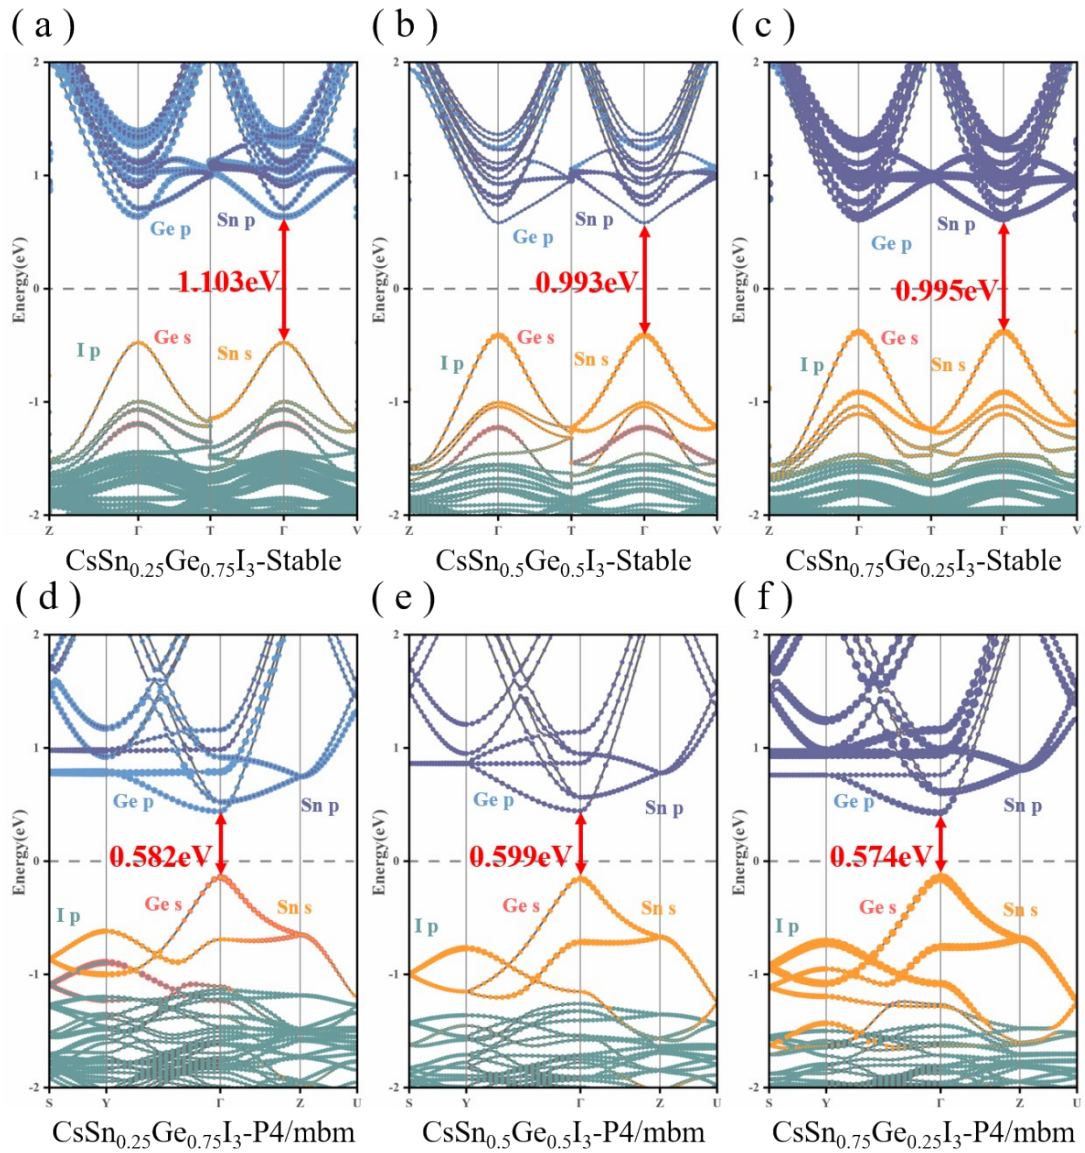 ( a )
( b )
( c )
2
1
0
-1
-2
Energy(eV)
Ge p
Sn p
1.103eV
I p
Ge s
Sn s
Z Γ T Γ V
2
1
0
-1
-2
Energy(eV)
Ge p
Sn p
0.993eV
I p
Ge s
Sn s
Z Γ T Γ V
2
1
0
-1
-2
Energy(eV)
Ge p
Sn p
0.995eV
I p
Ge s
Sn s
Z Γ T Γ V
CsSn₀.₂₅Ge₀.₇₅I₃-Stable
CsSn₀.₅Ge₀.₅I₃-Stable
CsSn₀.₇₅Ge₀.₂₅I₃-Stable
( d )
( e )
( f )
2
1
0
-1
-2
Energy(eV)
Ge p
Sn p
0.582eV
I p
Ge s
Sn s
S Y Γ Z U
2
1
0
-1
-2
Energy(eV)
Ge p
Sn p
0.599eV
I p
Ge s
Sn s
S Y Γ Z U
2
1
0
-1
-2
Energy(eV)
Ge p
Sn p
0.574eV
I p
Ge s
Sn s
S Y Γ Z U
CsSn₀.₂₅Ge₀.₇₅I₃-P4/mbm
CsSn₀.₅Ge₀.₅I₃-P4/mbm
CsSn₀.₇₅Ge₀.₂₅I₃-P4/mbm